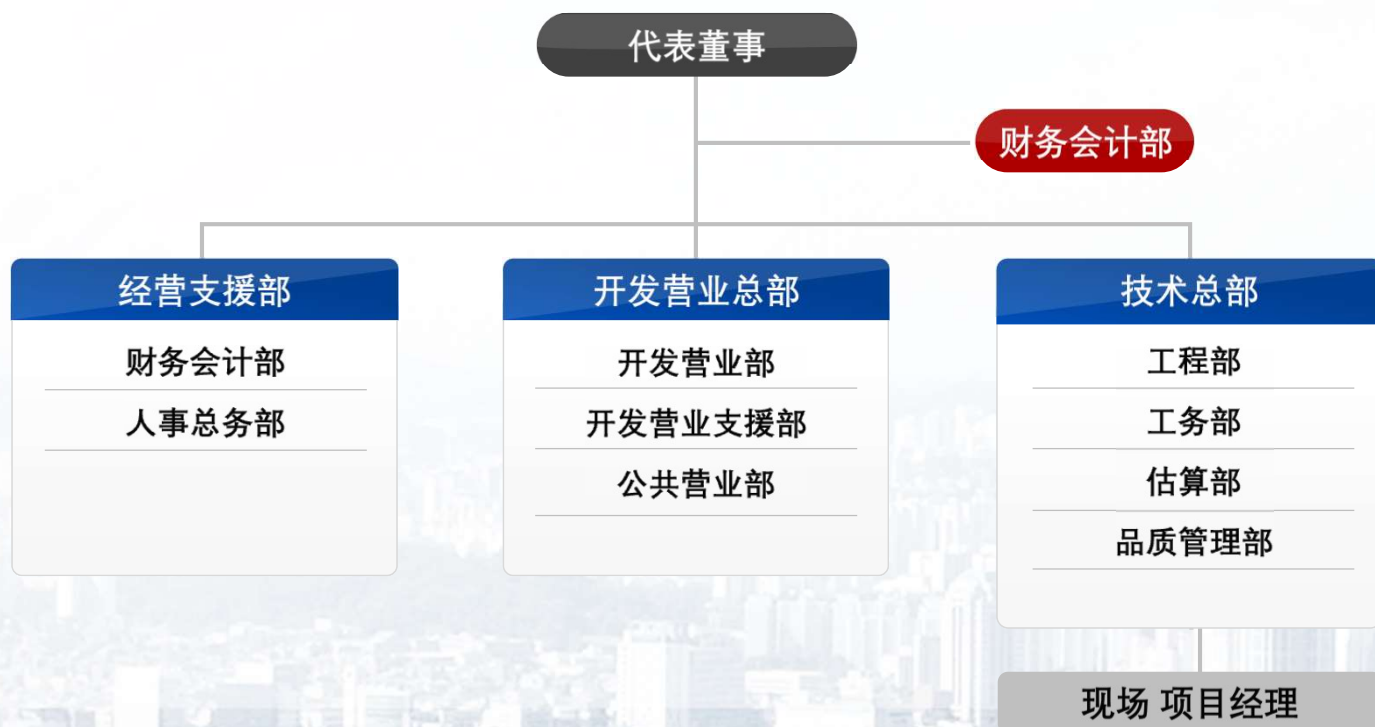 代表董事
财务会计部
经营支援部
财务会计部
人事总务部
开发营业总部
开发营业部
开发营业支援部
公共营业部
技术总部
工程部
工务部
估算部
品质管理部
现场 项目经理